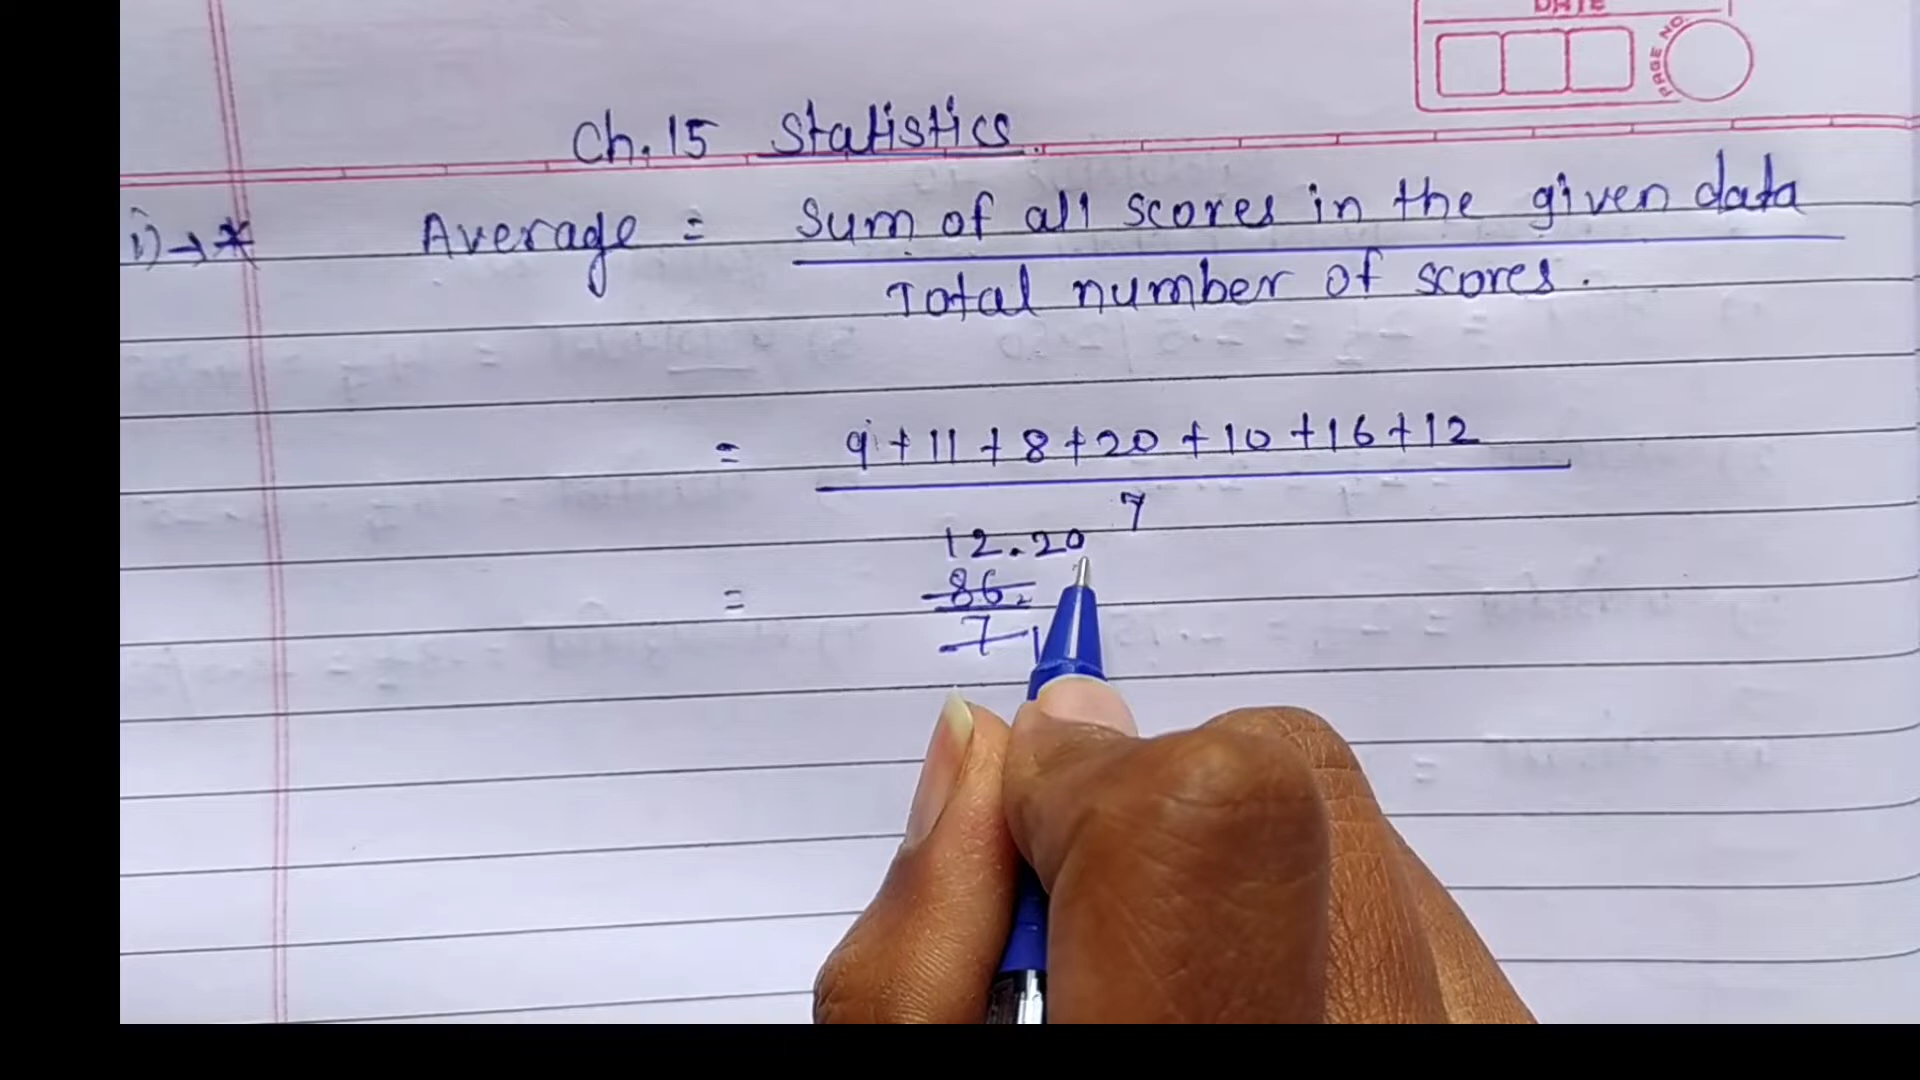 DATE
PAGE NO.
Ch. 15 Statistics.
i) → * Average = Sum of all scores in the given data
Total number of scores.
= 9 + 11 + 8 + 20 + 10 + 16 + 12
7
12.20
= 86
7